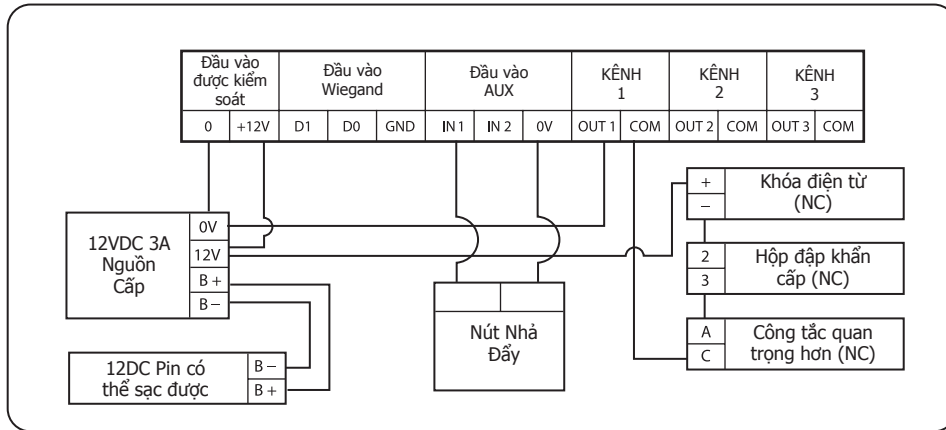 Đầu vào
được kiểm
soát
Đầu vào
Wiegand
Đầu vào
AUX
KÊNH
1
KÊNH
2
KÊNH
3
0
+12V
D1
D0
GND
IN 1
IN 2
0V
OUT 1
COM
OUT 2
COM
OUT 3
COM
12VDC 3A
Nguồn
Cấp
0V
12V
B +
B –
12DC Pin có
thể sạc được
B –
B +
Nút Nhả
Đẩy
+
–
Khóa điện từ
(NC)
2
3
Hộp đập khẩn
cấp (NC)
A
C
Công tắc quan
trọng hơn (NC)